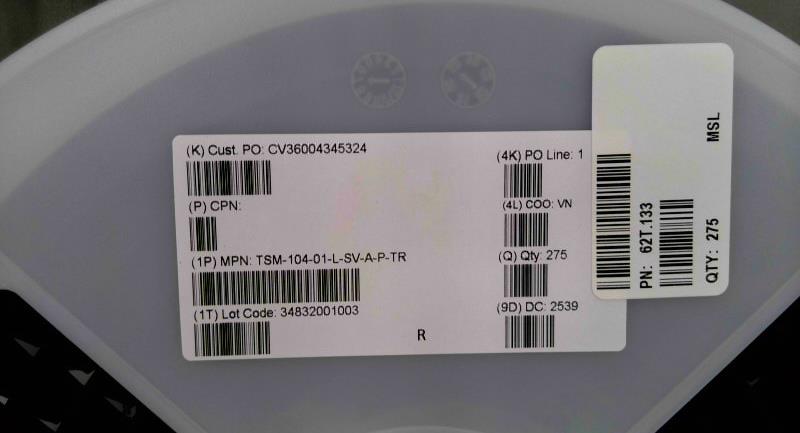 (K) Cust. PO: CV36004345324
(4K) PO Line: 1
(P) CPN:
(4L) COO: VN
(1P) MPN: TSM-104-01-L-SV-A-P-TR
(Q) Qty: 275
(1T) Lot Code: 34832001003
(9D) DC: 2539
R
PN: 62T.133
QTY: 275
MSL